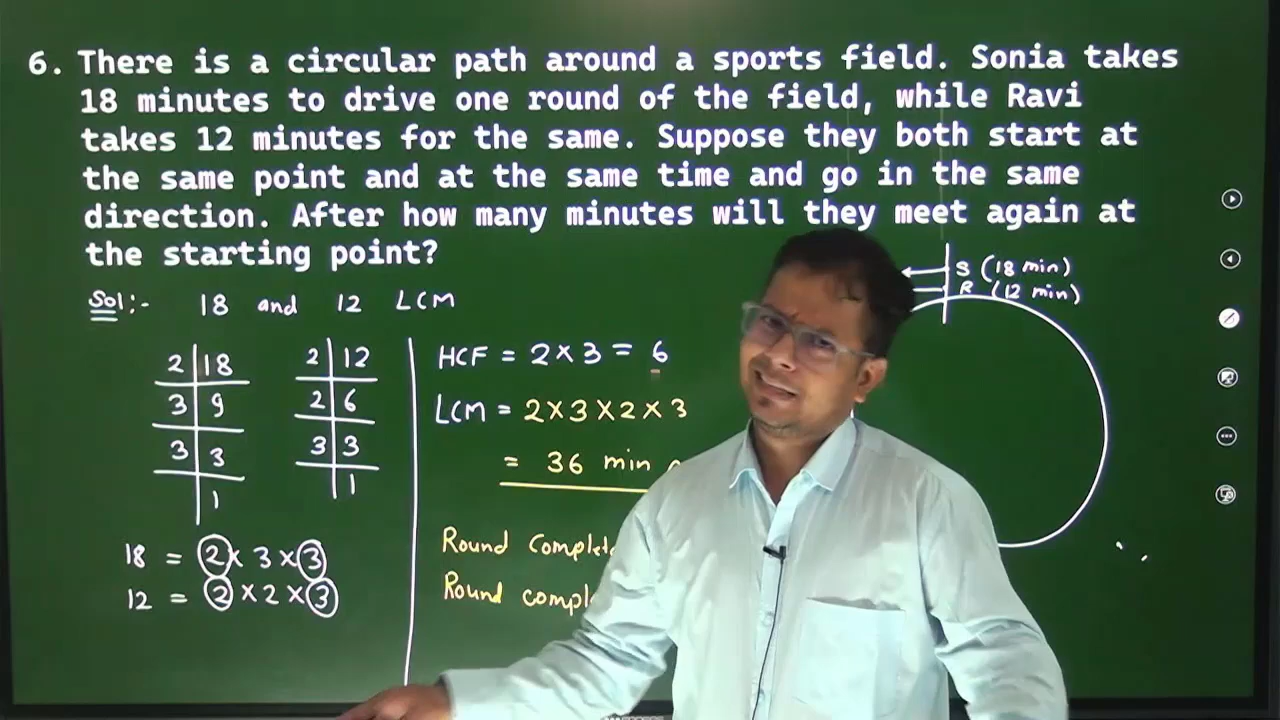 6. There is a circular path around a sports field. Sonia takes
18 minutes to drive one round of the field, while Ravi
takes 12 minutes for the same. Suppose they both start at
the same point and at the same time and go in the same
direction. After how many minutes will they meet again at
the starting point?
S (18 min)
R (12 min)
Sol:- 18 and 12 LCM
2 18
3 9
3 3
1
2 12
2 6
3 3
1
18 = 2 × 3 × 3
12 = 2 × 2 × 3
HCF = 2 × 3 = 6
LCM = 2 × 3 × 2 × 3
= 36 min
Round
Round